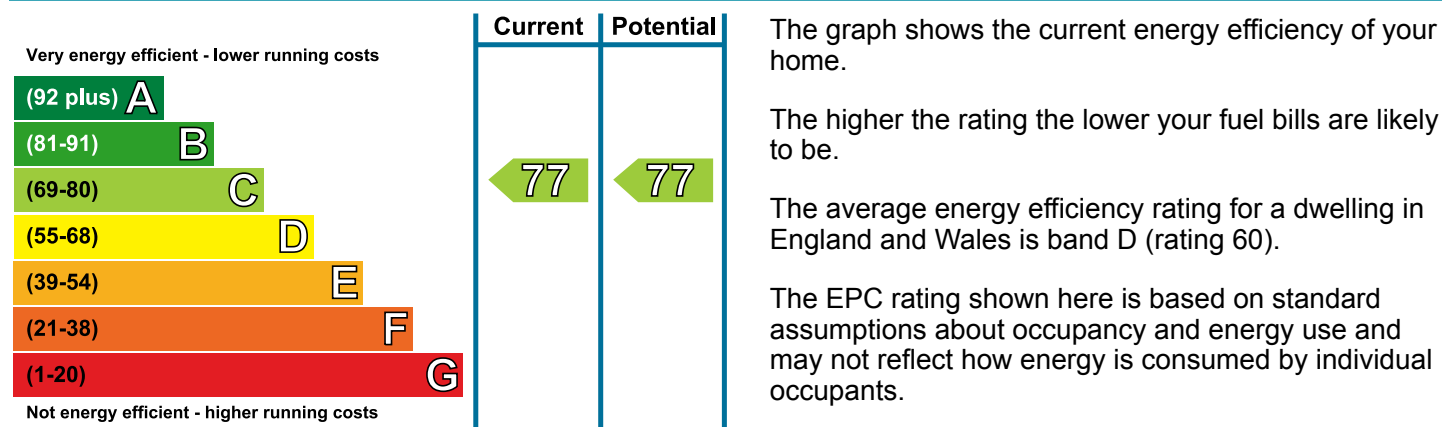 Current Potential
Very energy efficient - lower running costs
(92 plus) A
(81-91) B
(69-80) C
77 77
(55-68) D
(39-54) E
(21-38) F
(1-20) G
Not energy efficient - higher running costs
The graph shows the current energy efficiency of your
home.
The higher the rating the lower your fuel bills are likely
to be.
The average energy efficiency rating for a dwelling in
England and Wales is band D (rating 60).
The EPC rating shown here is based on standard
assumptions about occupancy and energy use and
may not reflect how energy is consumed by individual
occupants.